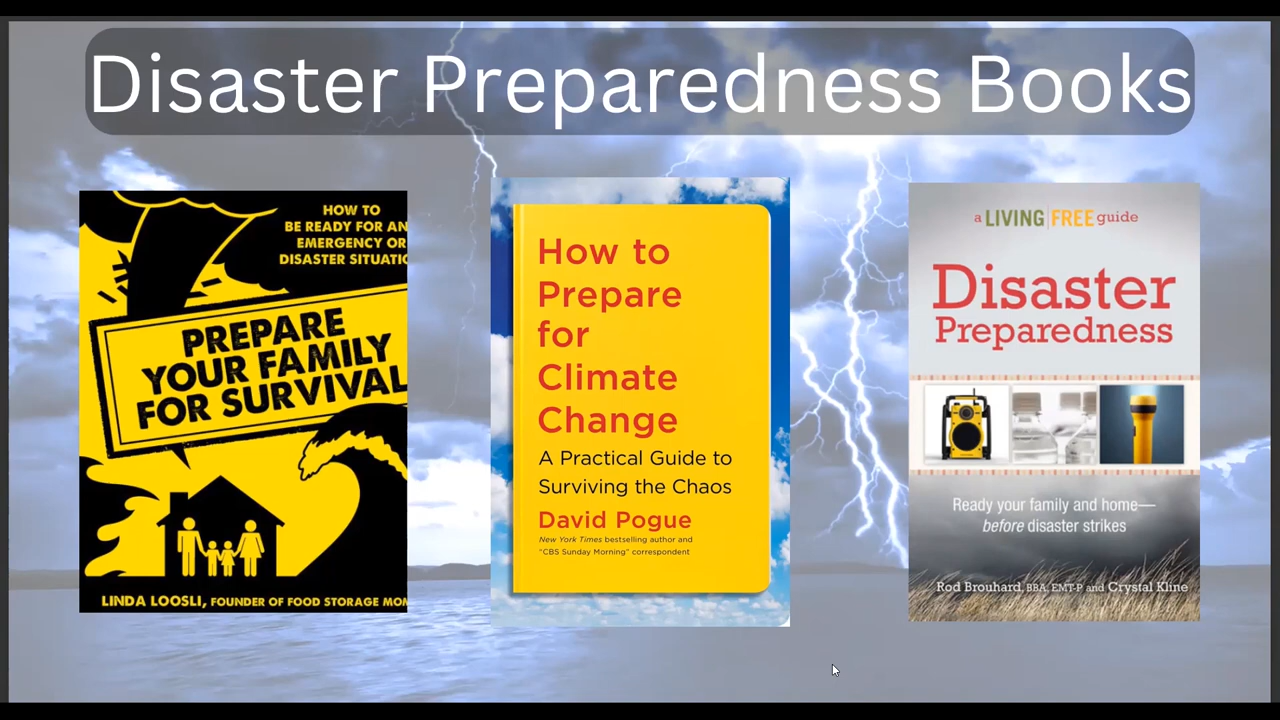 Disaster Preparedness Books
HOW TO
BE READY FOR AN
EMERGENCY OR
DISASTER SITUATIO
PREPARE
YOUR FAMILY
FOR SURVIVAL
LINDA LOOSLI, FOUNDER OF FOOD STORAGE MOM
How to
Prepare
for
Climate
Change
A Practical Guide to
Surviving the Chaos
David Pogue
New York Times bestselling author and
"CBS Sunday Morning" correspondent
a LIVING FREE guide
Disaster
Preparedness
Ready your family and home—
before disaster strikes
Rod Brouhard, BBA, EMT-P and Crystal Kline